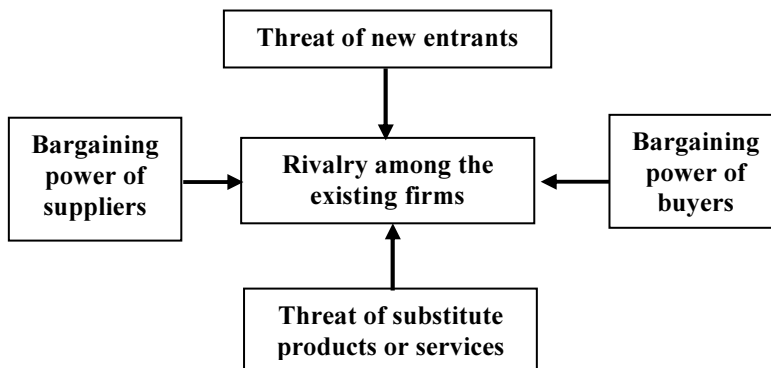 Threat of new entrants
Bargaining
power of
suppliers
Rivalry among the
existing firms
Bargaining
power of
buyers
Threat of substitute
products or services